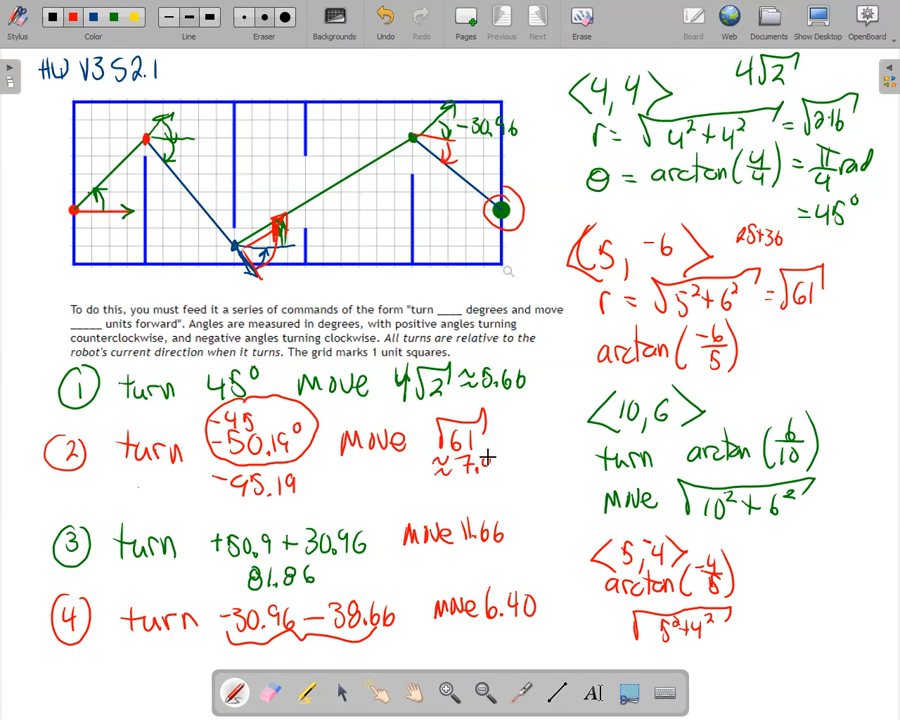 Stylus
Color
Line
Eraser
Backgrounds
Undo
Redo
Pages
Previous
Next
Erase
Board
Web
Documents
Show Desktop
OpenBoard
HW V3 S2.1
-30.96
To do this, you must feed it a series of commands of the form "turn ____ degrees and move
_____ units forward". Angles are measured in degrees, with positive angles turning
counterclockwise, and negative angles turning clockwise. All turns are relative to the
robot's current direction when it turns. The grid marks 1 unit squares.
① turn 45° move 4√2 ≈5.66
-45
② turn -50.19° move √61
≈ 7.
-95.19
③ turn +50.9 + 30.96 move 11.66
81.86
④ turn -30.96 - 38.66 move 6.40
4√2
⟨4, 4⟩
r = √4²+4² = √2·16
θ = arctan(4/4) = π/4 rad
= 45°
25+36
⟨5, -6⟩
r = √5²+6² = √61
arctan(-6/5)
⟨10, 6⟩
turn arctan(6/10)
move √10²+6²
⟨5, -4⟩
arctan(-4/5)
√5²+4²